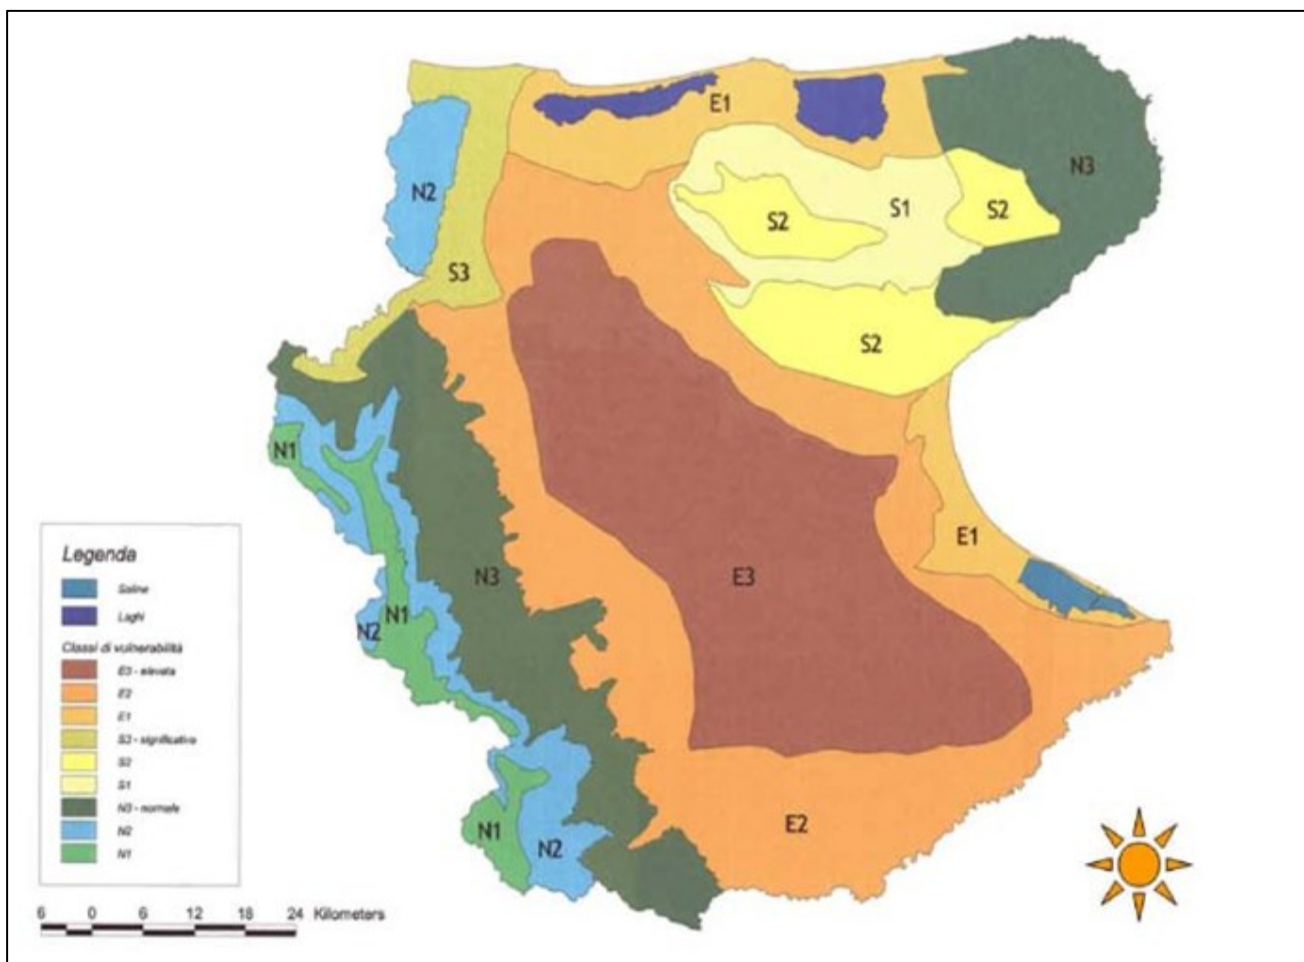 E1
N3
N2
S2
S1
S2
S3
S2
N1
E1
N3
E3
N1
N2
E2
N1
N2
Legenda
Saline
Laghi
Classi di vulnerabilità
E3 - elevata
E2
E1
S3 - significativa
S2
S1
N3 - normale
N2
N1
6 0 6 12 18 24 Kilometers